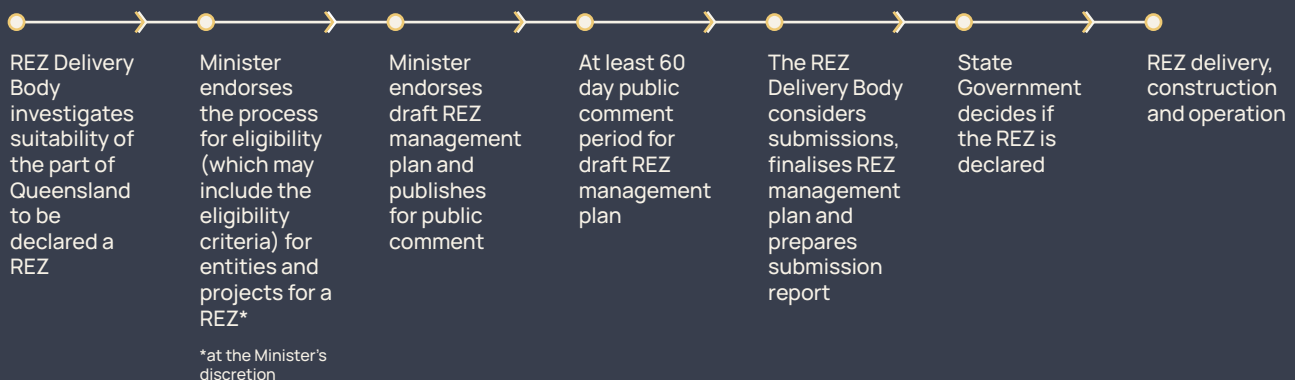 REZ Delivery
Body
investigates
suitability of
the part of
Queensland
to be
declared a
REZ
Minister
endorses
the process
for eligibility
(which may
include the
eligibility
criteria) for
entities and
projects for a
REZ*
*at the Minister's
discretion
Minister
endorses
draft REZ
management
plan and
publishes
for public
comment
At least 60
day public
comment
period for
draft REZ
management
plan
The REZ
Delivery Body
considers
submissions,
finalises REZ
management
plan and
prepares
submission
report
State
Government
decides if
the REZ is
declared
REZ delivery,
construction
and operation